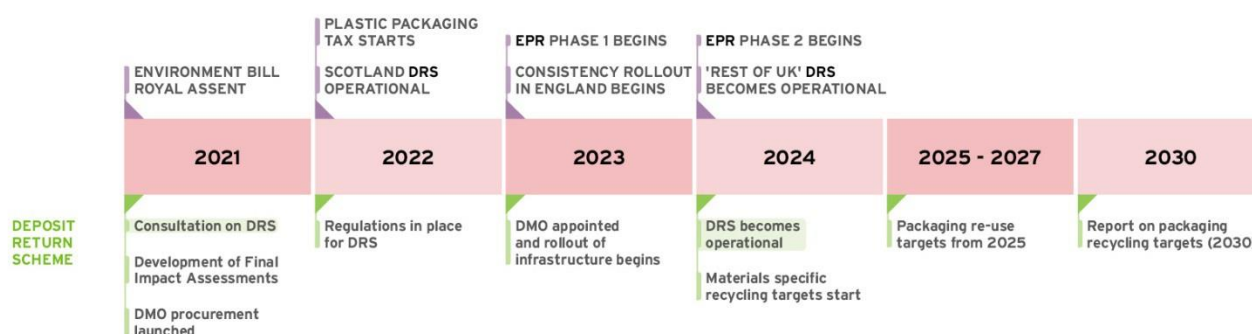 PLASTIC PACKAGING
TAX STARTS
EPR PHASE 1 BEGINS
EPR PHASE 2 BEGINS
ENVIRONMENT BILL
ROYAL ASSENT
SCOTLAND DRS
OPERATIONAL
CONSISTENCY ROLLOUT
IN ENGLAND BEGINS
'REST OF UK' DRS
BECOMES OPERATIONAL
2021
2022
2023
2024
2025 - 2027
2030
DEPOSIT
RETURN
SCHEME
Consultation on DRS
Development of Final
Impact Assessments
DMO procurement
launched
Regulations in place
for DRS
DMO appointed
and rollout of
infrastructure begins
DRS becomes
operational
Materials specific
recycling targets start
Packaging re-use
targets from 2025
Report on packaging
recycling targets (2030